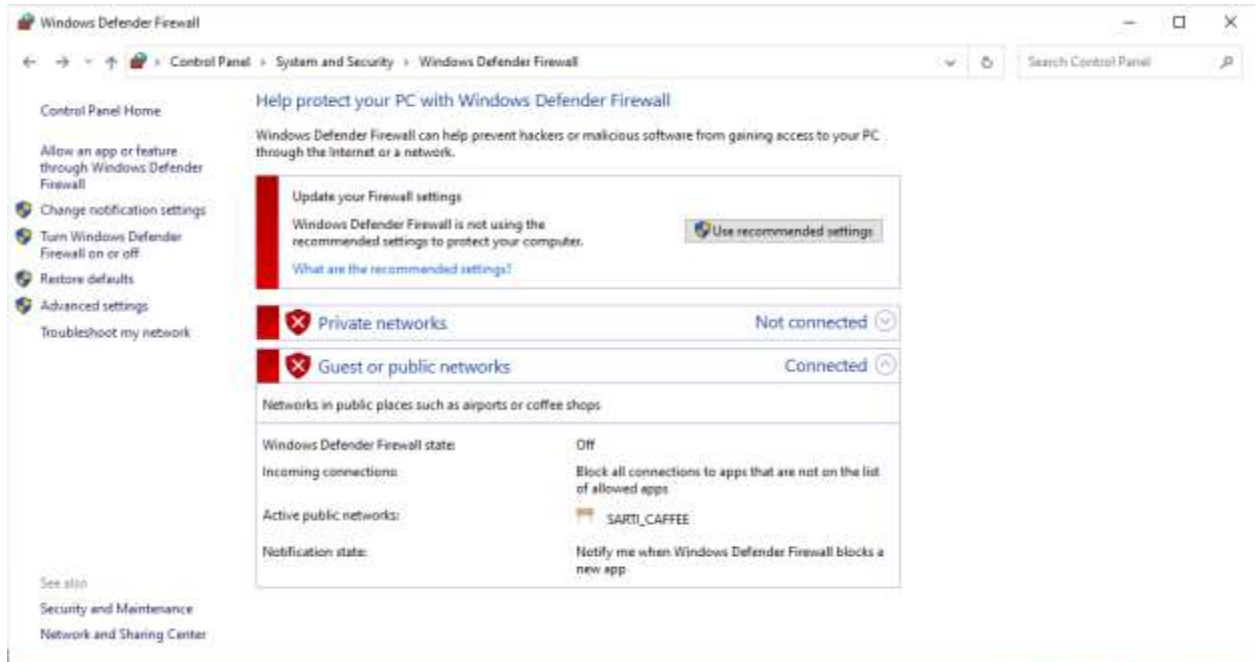 Windows Defender Firewall
Control Panel › System and Security › Windows Defender Firewall
Search Control Panel
Control Panel Home
Allow an app or feature
through Windows Defender
Firewall
Change notification settings
Turn Windows Defender
Firewall on or off
Restore defaults
Advanced settings
Troubleshoot my network
See also
Security and Maintenance
Network and Sharing Center
Help protect your PC with Windows Defender Firewall
Windows Defender Firewall can help prevent hackers or malicious software from gaining access to your PC
through the Internet or a network.
Update your Firewall settings
Windows Defender Firewall is not using the
recommended settings to protect your computer.
What are the recommended settings?
Use recommended settings
Private networks Not connected
Guest or public networks Connected
Networks in public places such as airports or coffee shops
Windows Defender Firewall state: Off
Incoming connections: Block all connections to apps that are not on the list
of allowed apps
Active public networks: SARTI_CAFFEE
Notification state: Notify me when Windows Defender Firewall blocks a
new app